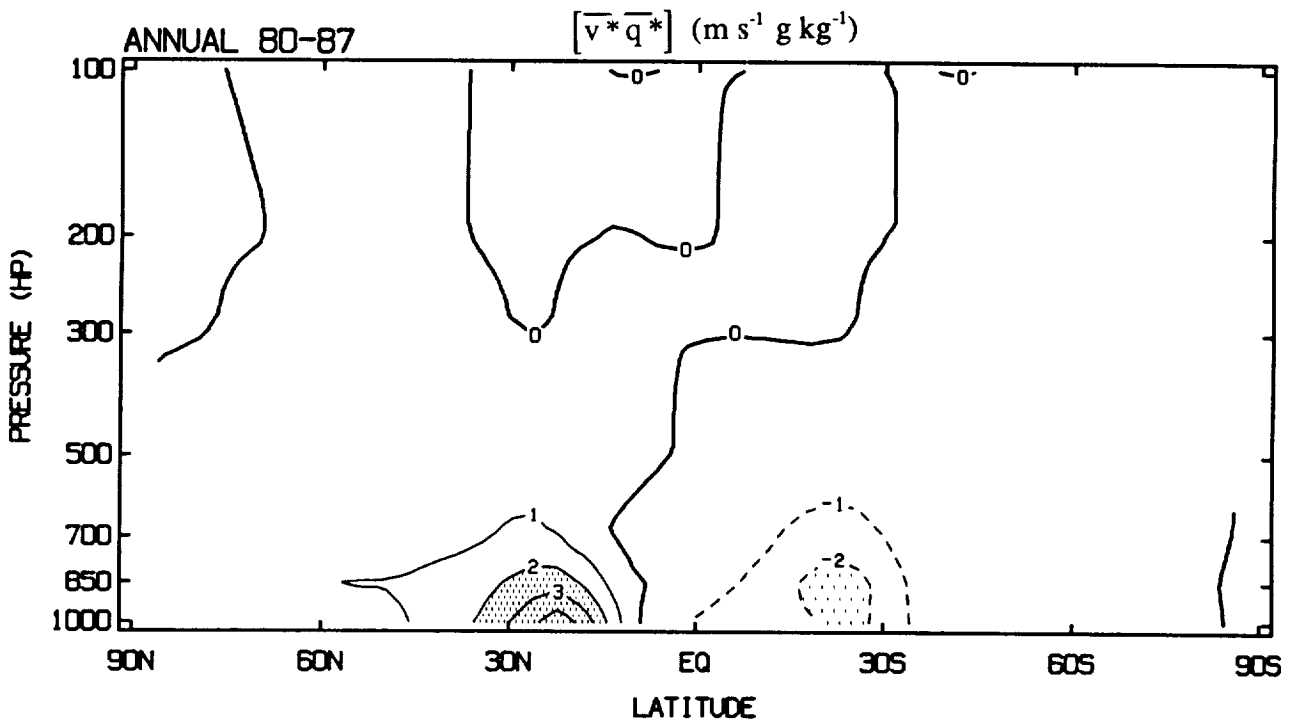 ANNUAL 80-87
[v̅*q̅*] (m s⁻¹ g kg⁻¹)
100
200
300
500
700
850
1000
PRESSURE (HP)
0
0
0
0
0
1
2
3
-1
-2
90N
60N
30N
EQ
30S
60S
90S
LATITUDE